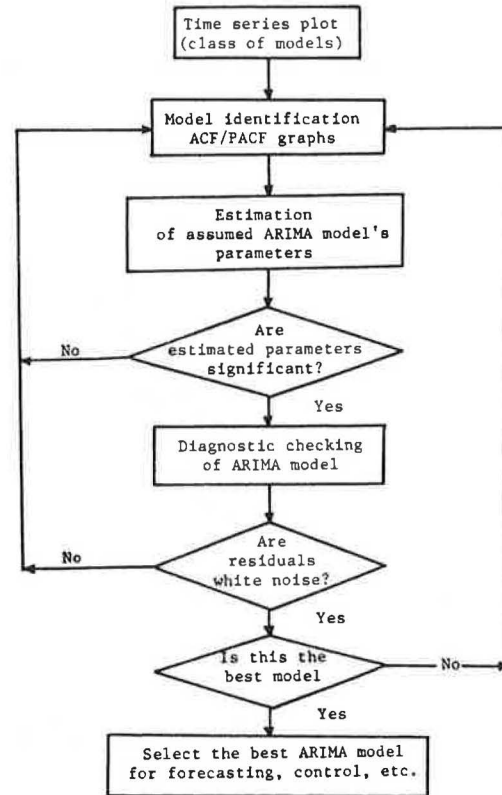 Time series plot
(class of models)
Model identification
ACF/PACF graphs
Estimation
of assumed ARIMA model's
parameters
Are
estimated parameters
significant?
No
Yes
Diagnostic checking
of ARIMA model
Are
residuals
white noise?
No
Yes
Is this the
best model
No
Yes
Select the best ARIMA model
for forecasting, control, etc.